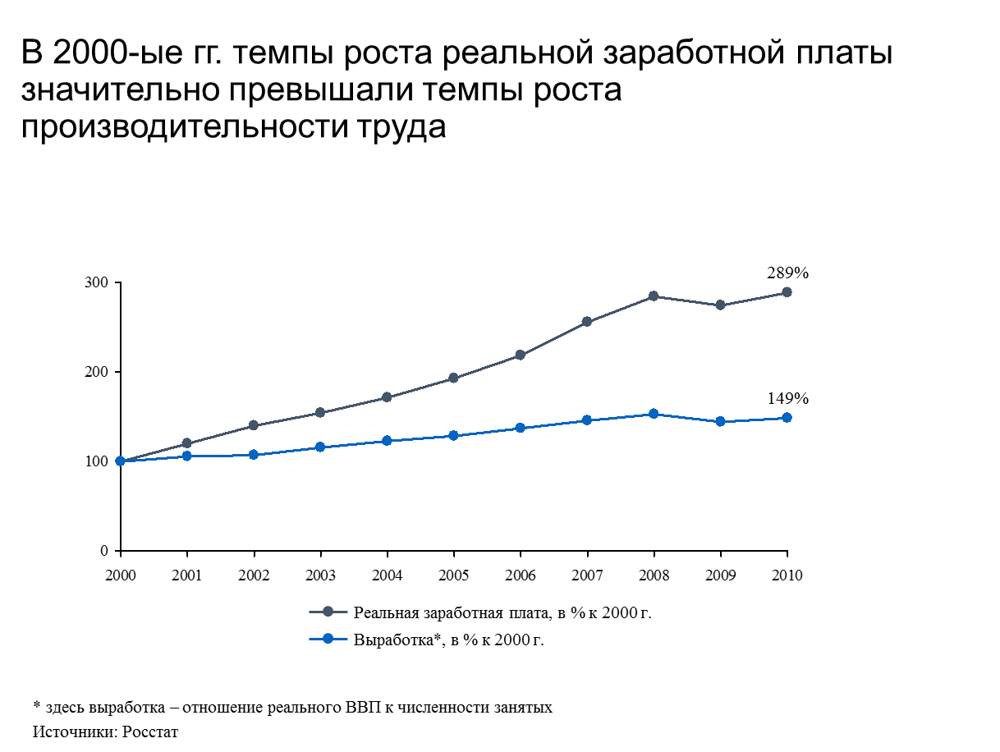 В 2000-ые гг. темпы роста реальной заработной платы
значительно превышали темпы роста
производительности труда
289%
300
200
149%
100
0
2000 2001 2002 2003 2004 2005 2006 2007 2008 2009 2010
Реальная заработная плата, в % к 2000 г.
Выработка*, в % к 2000 г.
* здесь выработка – отношение реального ВВП к численности занятых
Источники: Росстат